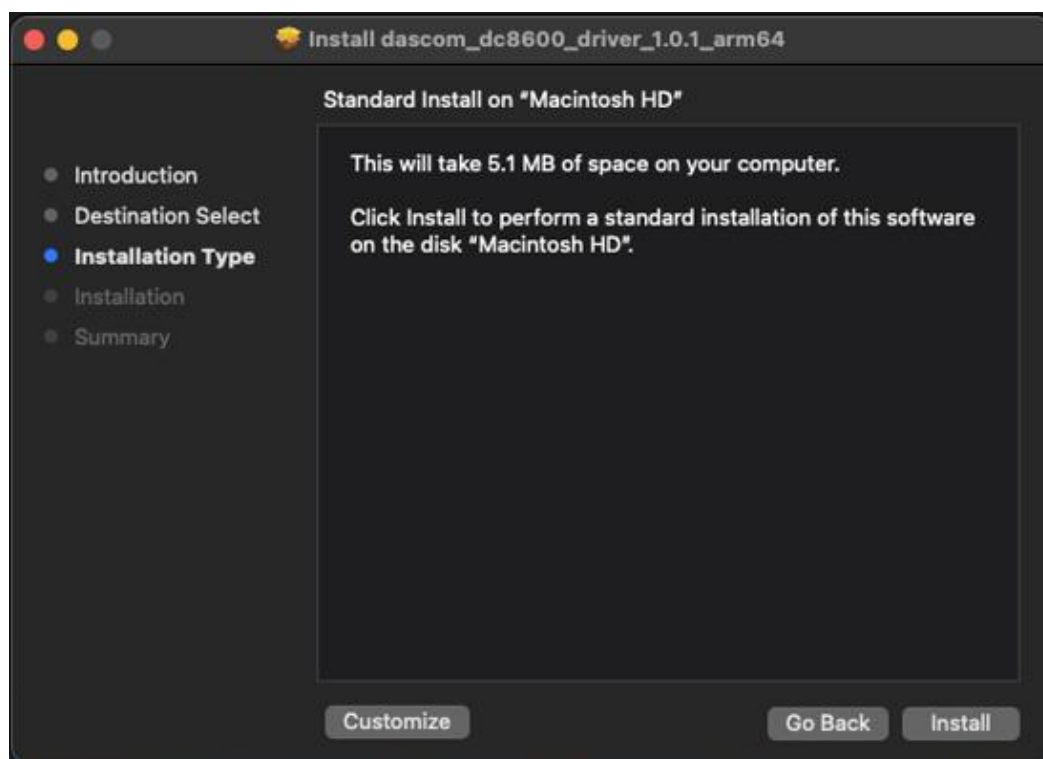 Install dascom_dc8600_driver_1.0.1_arm64
Standard Install on “Macintosh HD”
Introduction
Destination Select
Installation Type
Installation
Summary
This will take 5.1 MB of space on your computer.
Click Install to perform a standard installation of this software
on the disk “Macintosh HD”.
Customize
Go Back
Install